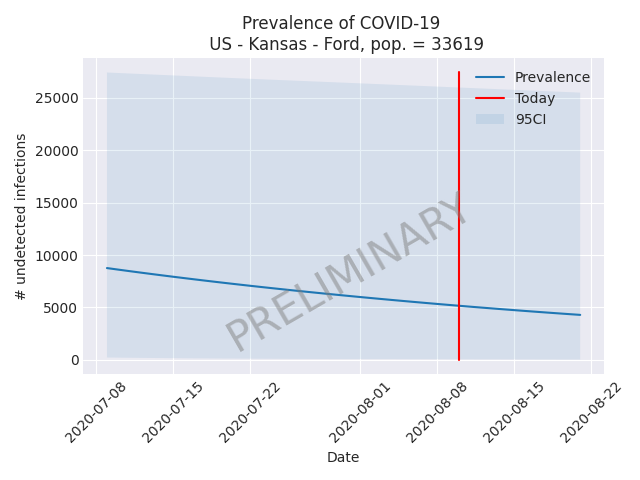 Prevalence of COVID-19
US - Kansas - Ford, pop. = 33619
Prevalence
Today
95CI
# undetected infections
25000
20000
15000
10000
5000
0
PRELIMINARY
2020-07-08
2020-07-15
2020-07-22
2020-08-01
2020-08-08
2020-08-15
2020-08-22
Date